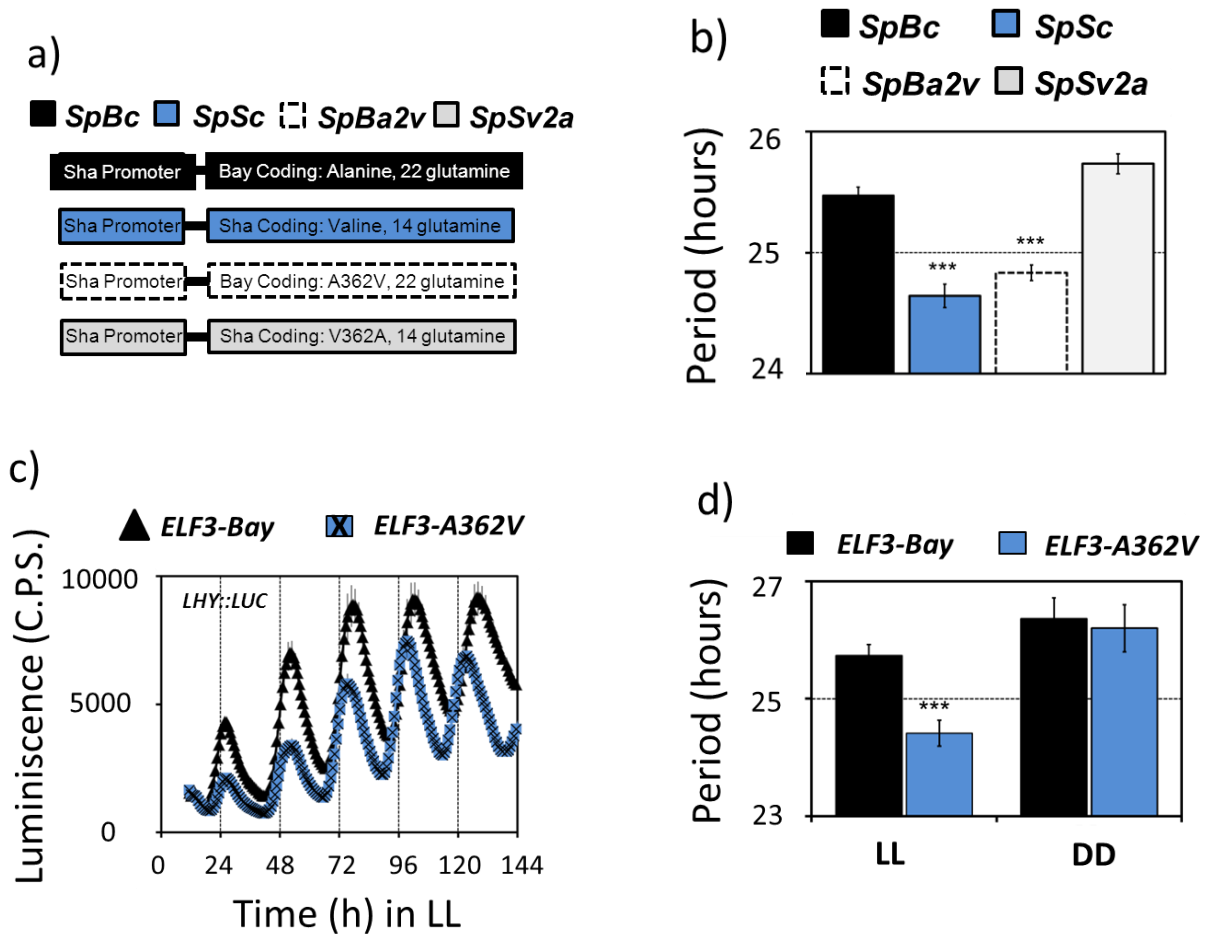 a)
SpBc SpSc SpBa2v SpSv2a
Sha Promoter Bay Coding: Alanine, 22 glutamine
Sha Promoter Sha Coding: Valine, 14 glutamine
Sha Promoter Bay Coding: A362V, 22 glutamine
Sha Promoter Sha Coding: V362A, 14 glutamine
b)
SpBc SpSc
SpBa2v SpSv2a
Period (hours)
26
25
24
***
***
c)
ELF3-Bay ELF3-A362V
Luminiscence (C.P.S.)
10000
5000
0
LHY::LUC
0 24 48 72 96 120 144
Time (h) in LL
d)
ELF3-Bay ELF3-A362V
Period (hours)
27
25
23
***
LL DD